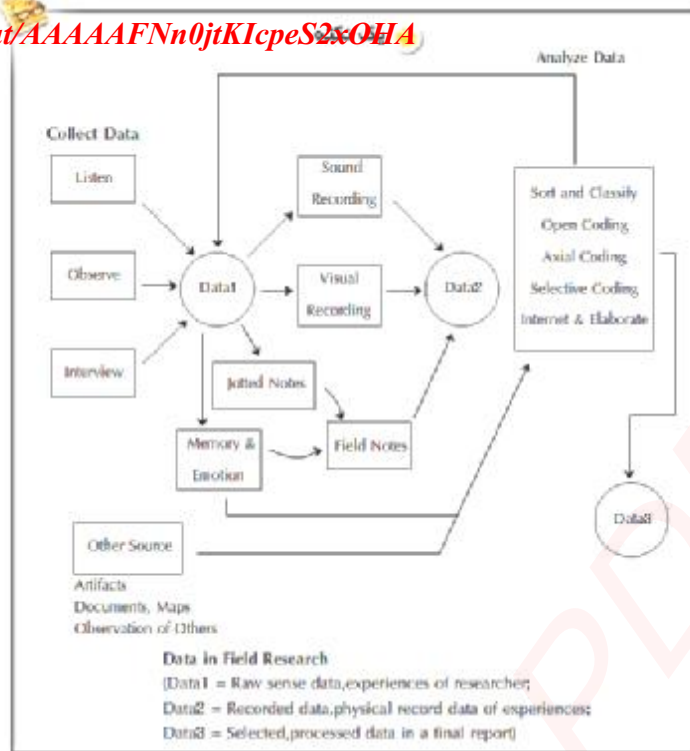 at/AAAAAFNn0jtKIcpeS2xOHA
Analyze Data
Collect Data
Listen
Sound
Recording
Sort and Classify
Open Coding
Axial Coding
Selective Coding
Internet & Elaborate
Observe
Data1
Visual
Recording
Data2
Interview
Jotted Notes
Memory &
Emotion
Field Notes
Data3
Other Source
Artifacts
Documents, Maps
Observation of Others
Data in Field Research
(Data1 = Raw sense data,experiences of researcher;
Data2 = Recorded data,physical record data of experiences;
Data3 = Selected,processed data in a final report)